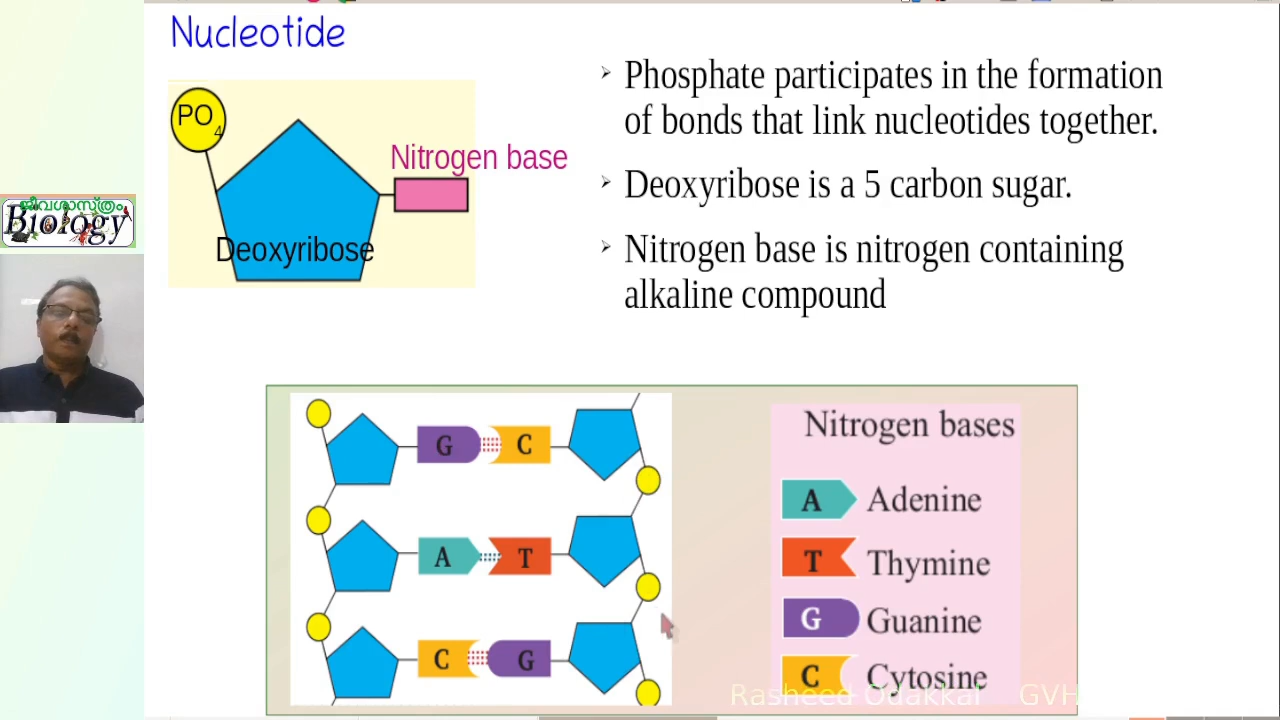 Nucleotide
PO4
Nitrogen base
Deoxyribose
Phosphate participates in the formation
of bonds that link nucleotides together.
Deoxyribose is a 5 carbon sugar.
Nitrogen base is nitrogen containing
alkaline compound
ജീവശാസ്ത്രം
Biology
G C
A T
C G
Nitrogen bases
A Adenine
T Thymine
G Guanine
C Cytosine
Rasheed Odakkal GVH